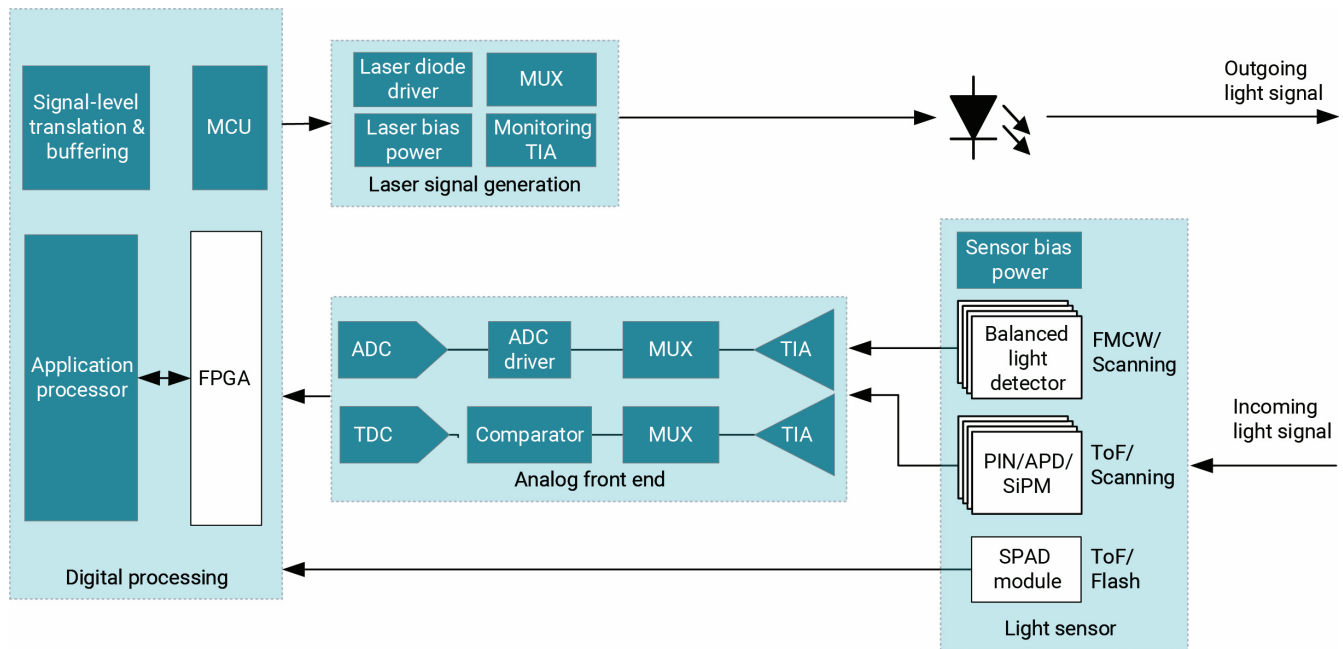 Signal-level
translation &
buffering
MCU
Application
processor
FPGA
Digital processing
Laser diode
driver
MUX
Laser bias
power
Monitoring
TIA
Laser signal generation
Outgoing
light signal
ADC
ADC
driver
MUX
TIA
TDC
Comparator
MUX
TIA
Analog front end
Sensor bias
power
Balanced
light
detector
FMCW/
Scanning
PIN/APD/
SiPM
ToF/
Scanning
SPAD
module
ToF/
Flash
Light sensor
Incoming
light signal